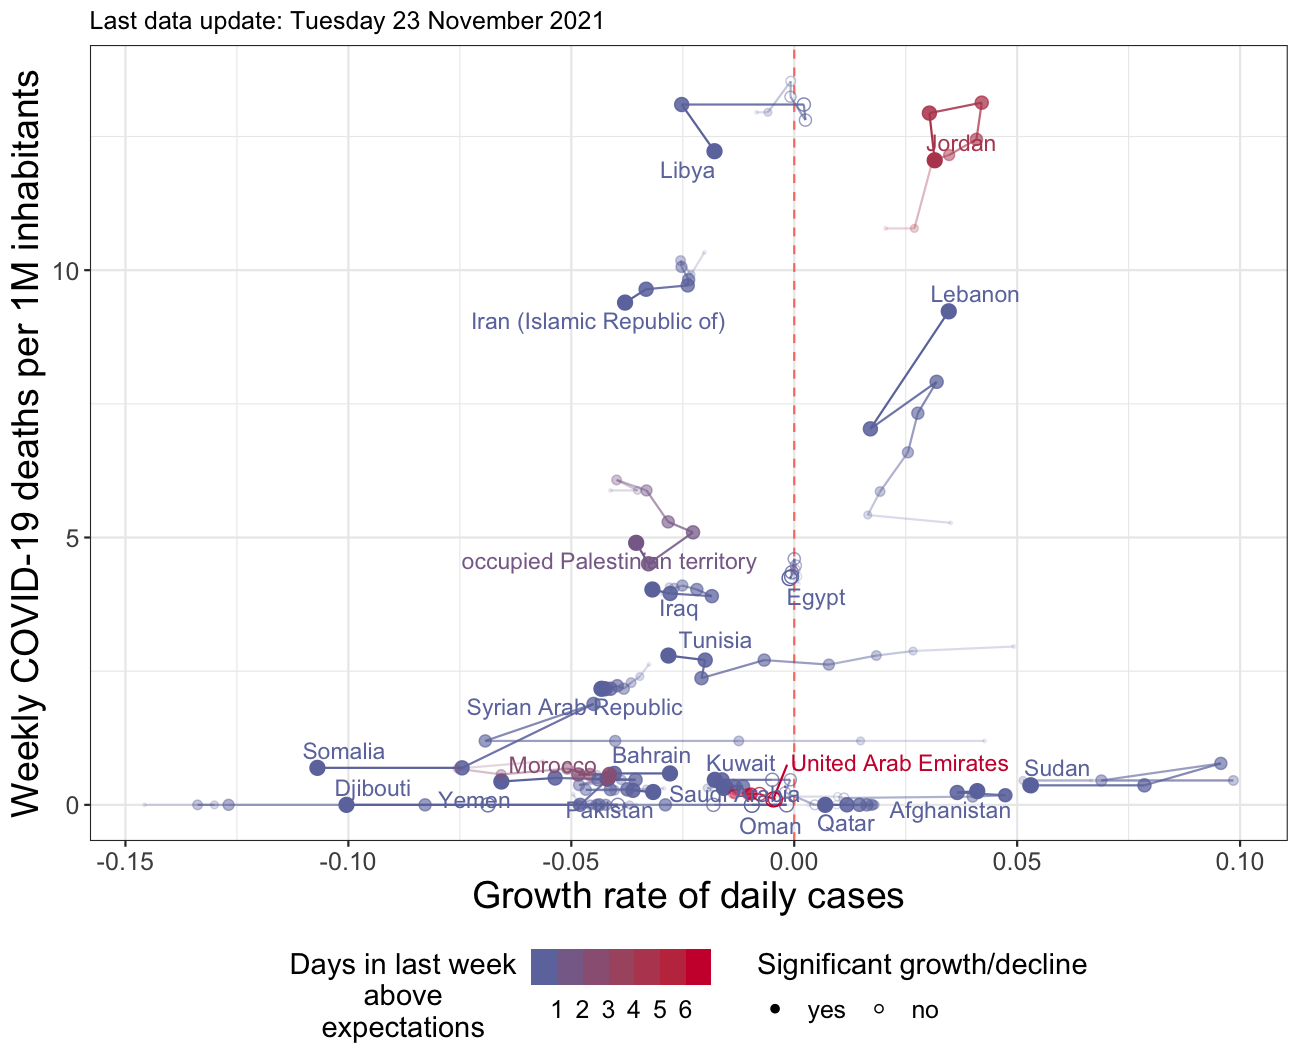 Last data update: Tuesday 23 November 2021
Weekly COVID-19 deaths per 1M inhabitants
10
5
0
Libya
Jordan
Lebanon
Iran (Islamic Republic of)
occupied Palestinian territory
Egypt
Iraq
Tunisia
Syrian Arab Republic
Somalia
Morocco
Bahrain
Kuwait
United Arab Emirates
Sudan
Djibouti
Yemen
Pakistan
Saudi Arabia
Afghanistan
Oman
Qatar
-0.15 -0.10 -0.05 0.00 0.05 0.10
Growth rate of daily cases
Days in last week
above
expectations
1 2 3 4 5 6
Significant growth/decline
yes no